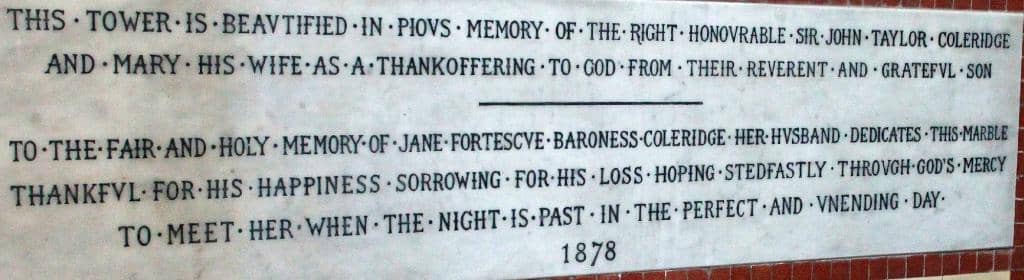 THIS · TOWER · IS · BEAVTIFIED · IN · PIOVS · MEMORY · OF · THE · RIGHT · HONOVRABLE · SIR · JOHN · TAYLOR · COLERIDGE
AND · MARY · HIS · WIFE · AS · A · THANKOFFERING · TO · GOD · FROM · THEIR · REVERENT · AND · GRATEFVL · SON
TO · THE · FAIR · AND · HOLY · MEMORY · OF · JANE · FORTESCVE · BARONESS · COLERIDGE · HER · HVSBAND · DEDICATES · THIS · MARBLE
THANKFVL · FOR · HIS · HAPPINESS · SORROWING · FOR · HIS · LOSS · HOPING · STEDFASTLY · THROVGH · GOD'S · MERCY
TO · MEET · HER · WHEN · THE · NIGHT · IS · PAST · IN · THE · PERFECT · AND · VNENDING · DAY ·
1878